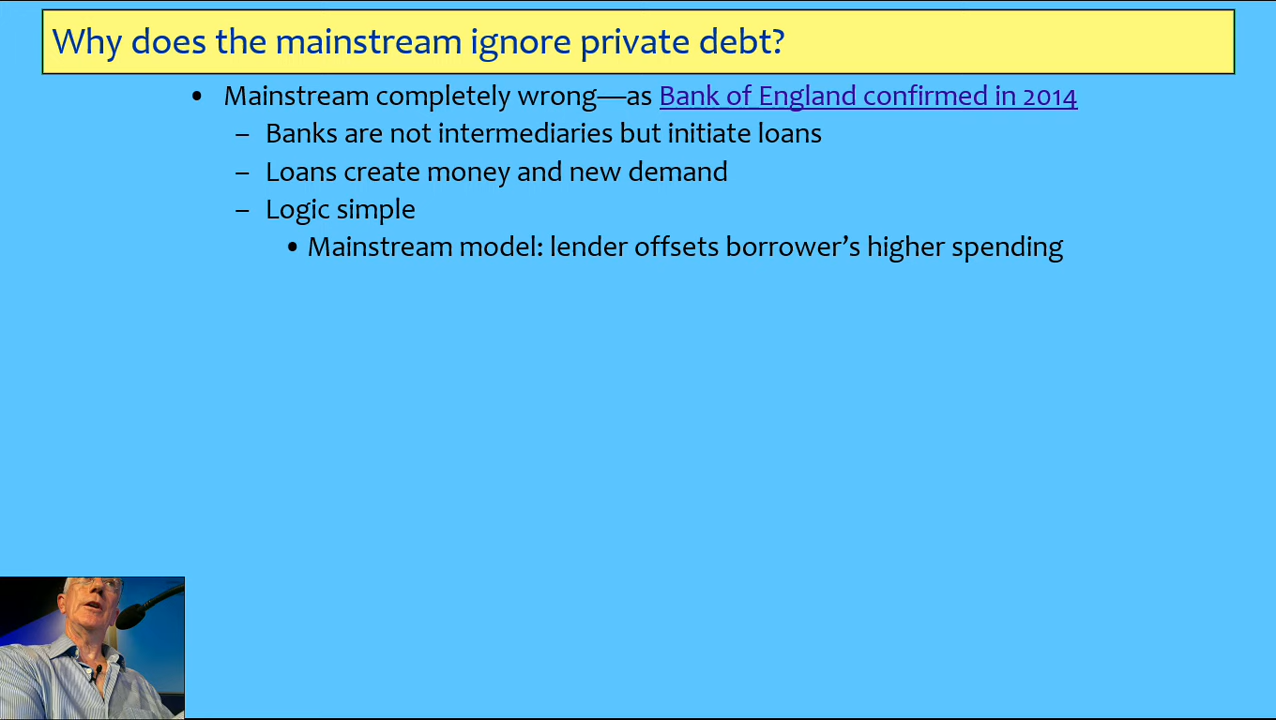 Why does the mainstream ignore private debt?
• Mainstream completely wrong—as Bank of England confirmed in 2014
– Banks are not intermediaries but initiate loans
– Loans create money and new demand
– Logic simple
• Mainstream model: lender offsets borrower’s higher spending